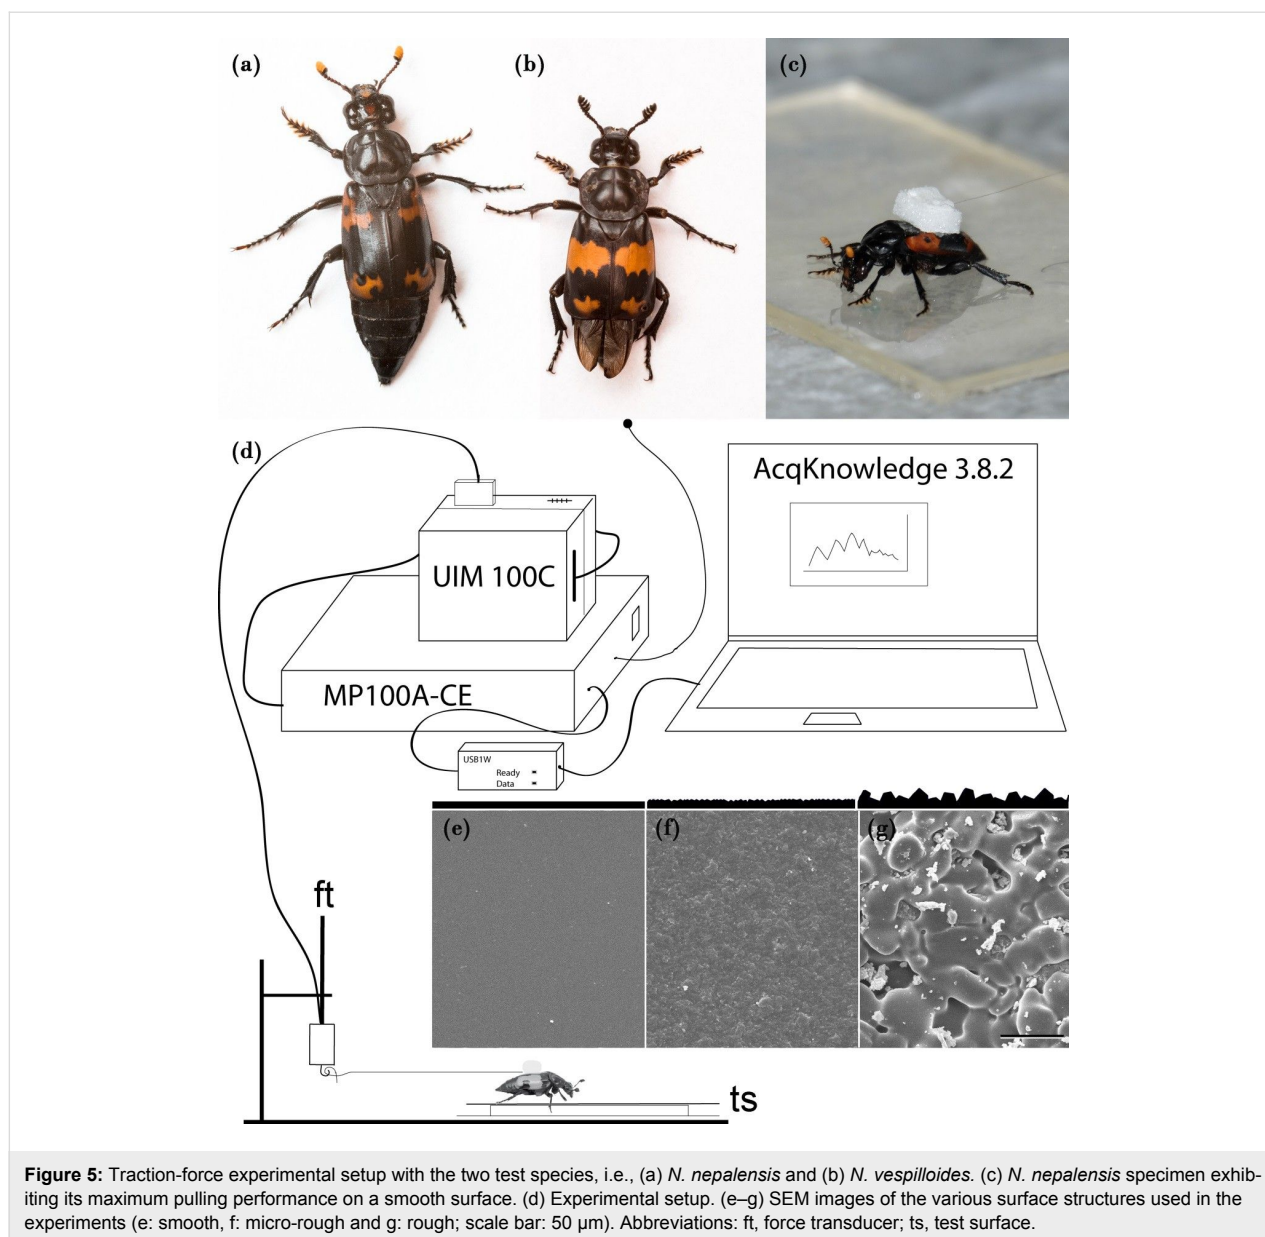 (a)
(b)
(c)
(d)
AcqKnowledge 3.8.2
UIM 100C
MP100A-CE
USB1W
Ready
Data
(e)
(f)
(g)
ft
ts
Figure 5: Traction-force experimental setup with the two test species, i.e., (a) N. nepalensis and (b) N. vespilloides. (c) N. nepalensis specimen exhib-
iting its maximum pulling performance on a smooth surface. (d) Experimental setup. (e–g) SEM images of the various surface structures used in the
experiments (e: smooth, f: micro-rough and g: rough; scale bar: 50 µm). Abbreviations: ft, force transducer; ts, test surface.